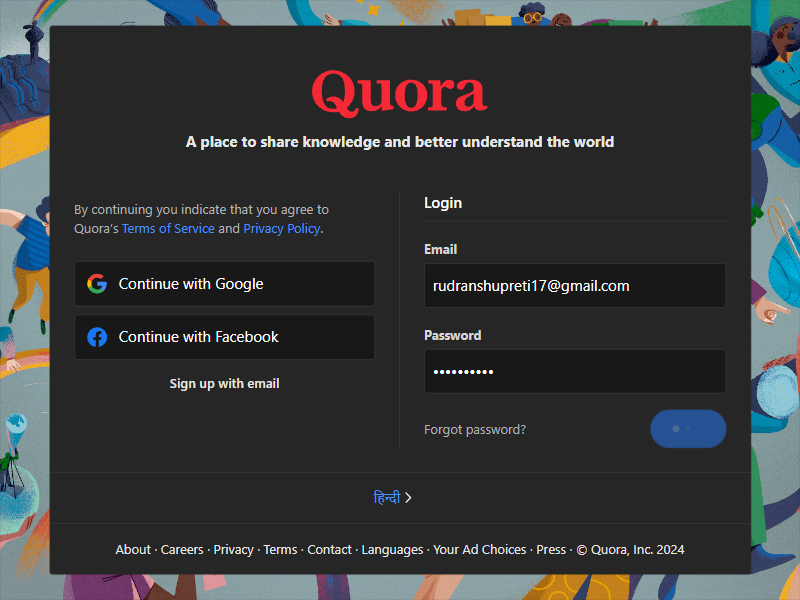 Quora
A place to share knowledge and better understand the world
By continuing you indicate that you agree to
Quora's Terms of Service and Privacy Policy.
Continue with Google
Continue with Facebook
Sign up with email
Login
Email
rudranshupreti17@gmail.com
Password
••••••••••
Forgot password?
हिन्दी
About · Careers · Privacy · Terms · Contact · Languages · Your Ad Choices · Press · © Quora, Inc. 2024